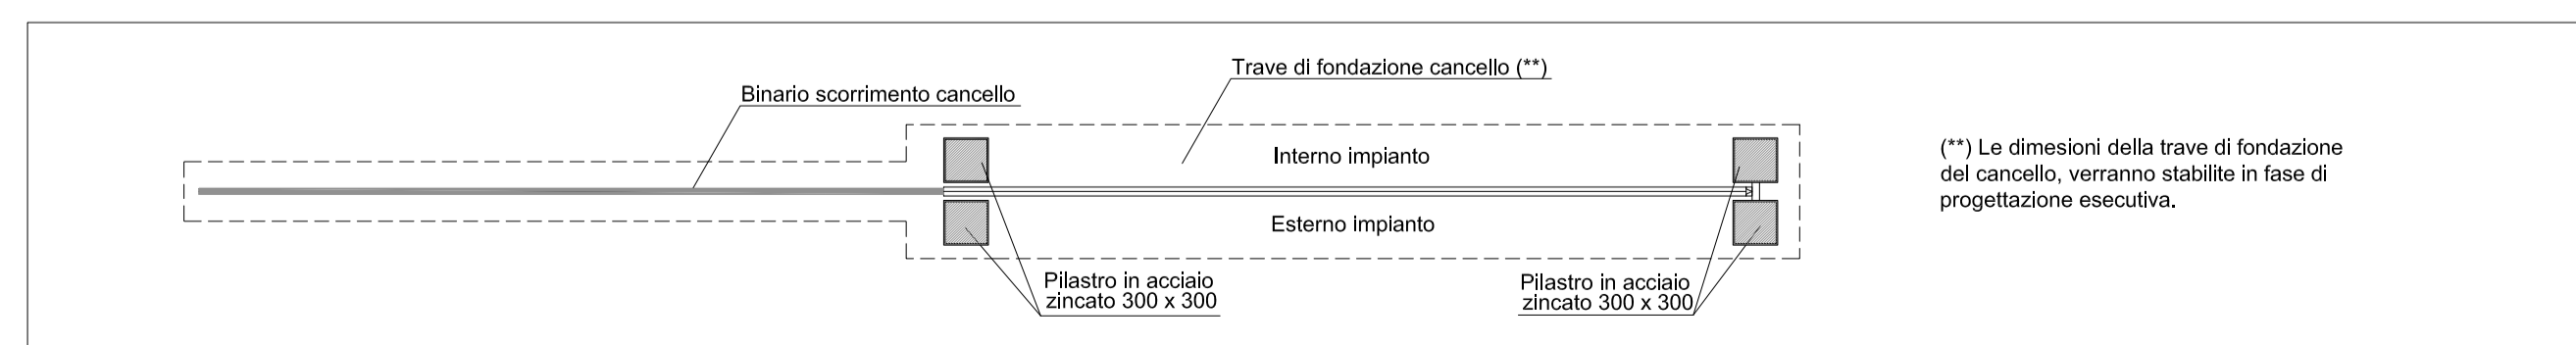 Trave di fondazione cancello (**)
Binario scorrimento cancello
Interno impianto
(**) Le dimesioni della trave di fondazione
del cancello, verranno stabilite in fase di
progettazione esecutiva.
Esterno impianto
Pilastro in acciaio
zincato 300 x 300
Pilastro in acciaio
zincato 300 x 300